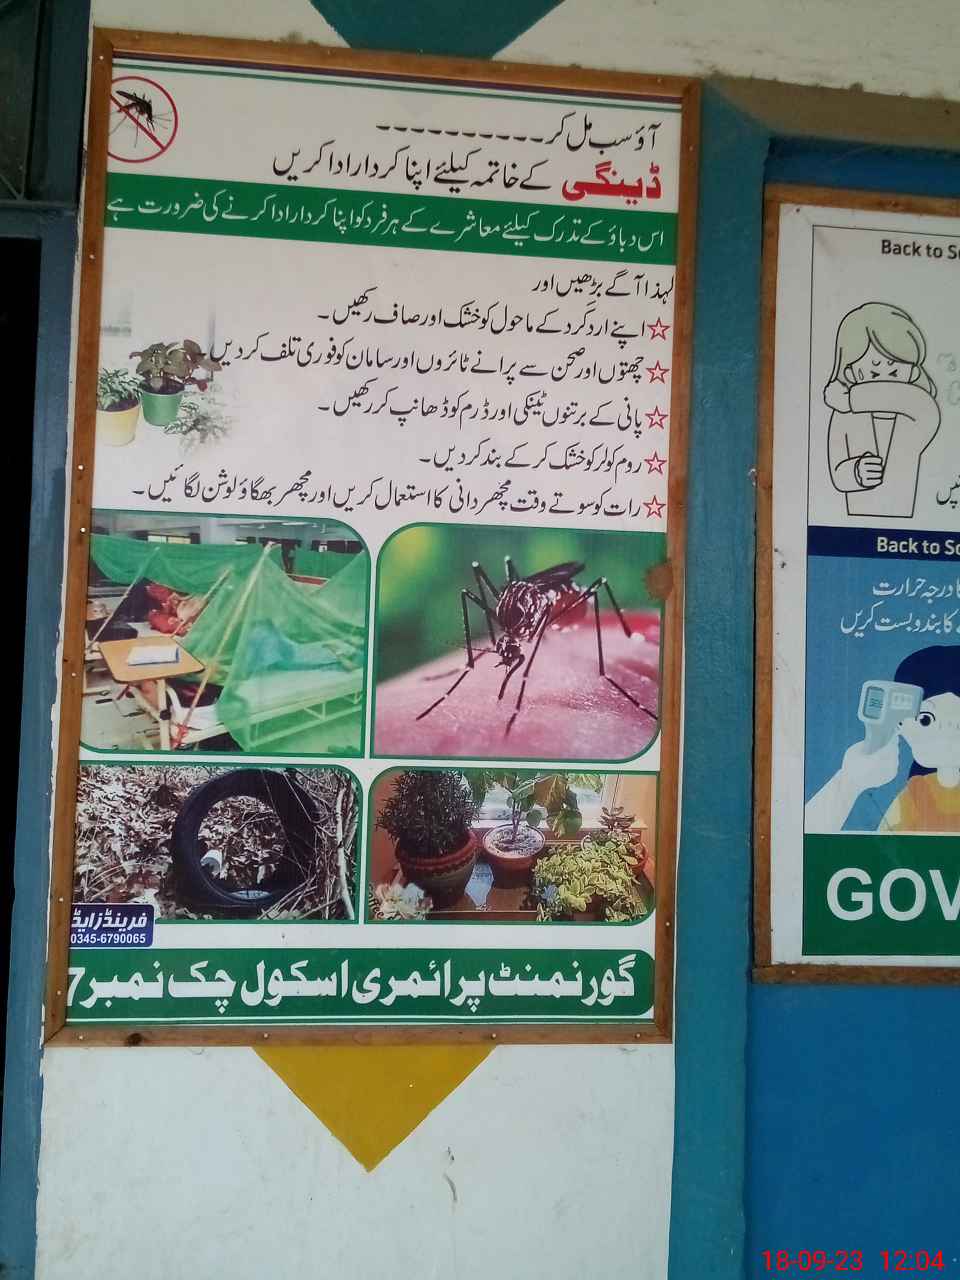 آؤ سب مل کر ----------
ڈینگی کے خاتمہ کیلئے اپنا کردار ادا کریں
اس دباؤ کے تدرک کیلئے معاشرے کے ہر فرد کو اپنا کردار ادا کرنے کی ضرورت ہے
لہذا آگے بڑھیں اور
☆ اپنے ارد گرد کے ماحول کو خشک اور صاف رکھیں۔
☆ چھتوں اور صحن سے پرانے ٹائروں اور سامان کو فوری تلف کر دیں۔
☆ پانی کے برتنوں ٹینکی اور ڈرم کو ڈھانپ کر رکھیں۔
☆ روم کولر کو خشک کر کے بند کر دیں۔
☆ رات کو سوتے وقت مچھر دانی کا استعمال کریں اور مچھر بھگاؤ لوشن لگائیں۔
فرینڈز ایڈ
0345-6790065
گورنمنٹ پرائمری اسکول چک نمبر 7
Back to
Back to
درجہ حرارت
کا بندوبست کریں
GOV
18-09-23 12:04